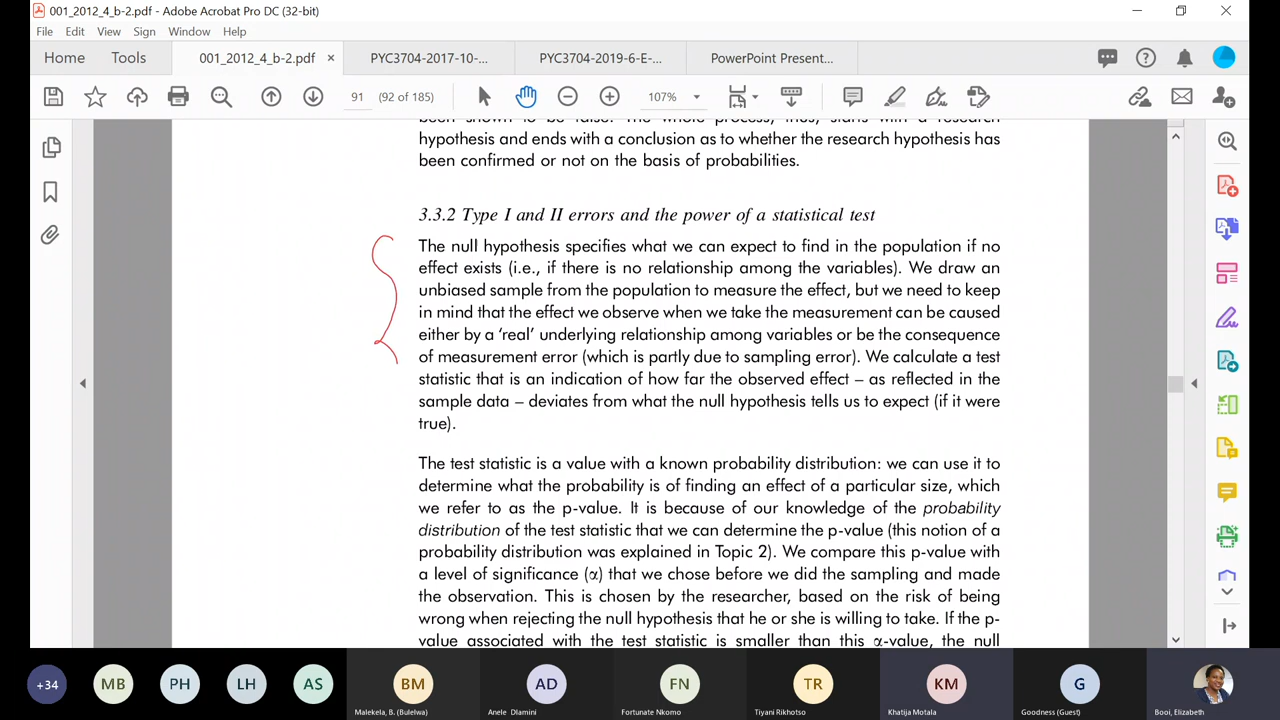 001_2012_4_b-2.pdf - Adobe Acrobat Pro DC (32-bit)
File Edit View Sign Window Help
Home Tools 001_2012_4_b-2.pdf × PYC3704-2017-10-... PYC3704-2019-6-E-... PowerPoint Present...
91 (92 of 185) 107%
been shown to be false. The whole process, thus, starts with a research
hypothesis and ends with a conclusion as to whether the research hypothesis has
been confirmed or not on the basis of probabilities.
3.3.2 Type I and II errors and the power of a statistical test
The null hypothesis specifies what we can expect to find in the population if no
effect exists (i.e., if there is no relationship among the variables). We draw an
unbiased sample from the population to measure the effect, but we need to keep
in mind that the effect we observe when we take the measurement can be caused
either by a ‘real’ underlying relationship among variables or be the consequence
of measurement error (which is partly due to sampling error). We calculate a test
statistic that is an indication of how far the observed effect – as reflected in the
sample data – deviates from what the null hypothesis tells us to expect (if it were
true).
The test statistic is a value with a known probability distribution: we can use it to
determine what the probability is of finding an effect of a particular size, which
we refer to as the p-value. It is because of our knowledge of the probability
distribution of the test statistic that we can determine the p-value (this notion of a
probability distribution was explained in Topic 2). We compare this p-value with
a level of significance (α) that we chose before we did the sampling and made
the observation. This is chosen by the researcher, based on the risk of being
wrong when rejecting the null hypothesis that he or she is willing to take. If the p-
value associated with the test statistic is smaller than this α-value, the null
+34 MB PH LH AS BM AD FN TR KM G
Malekela, B. (Bulelwa) Anele Dlamini Fortunate Nkomo Tiyani Rikhotso Khatija Motala Goodness (Guest) Booi, Elizabeth